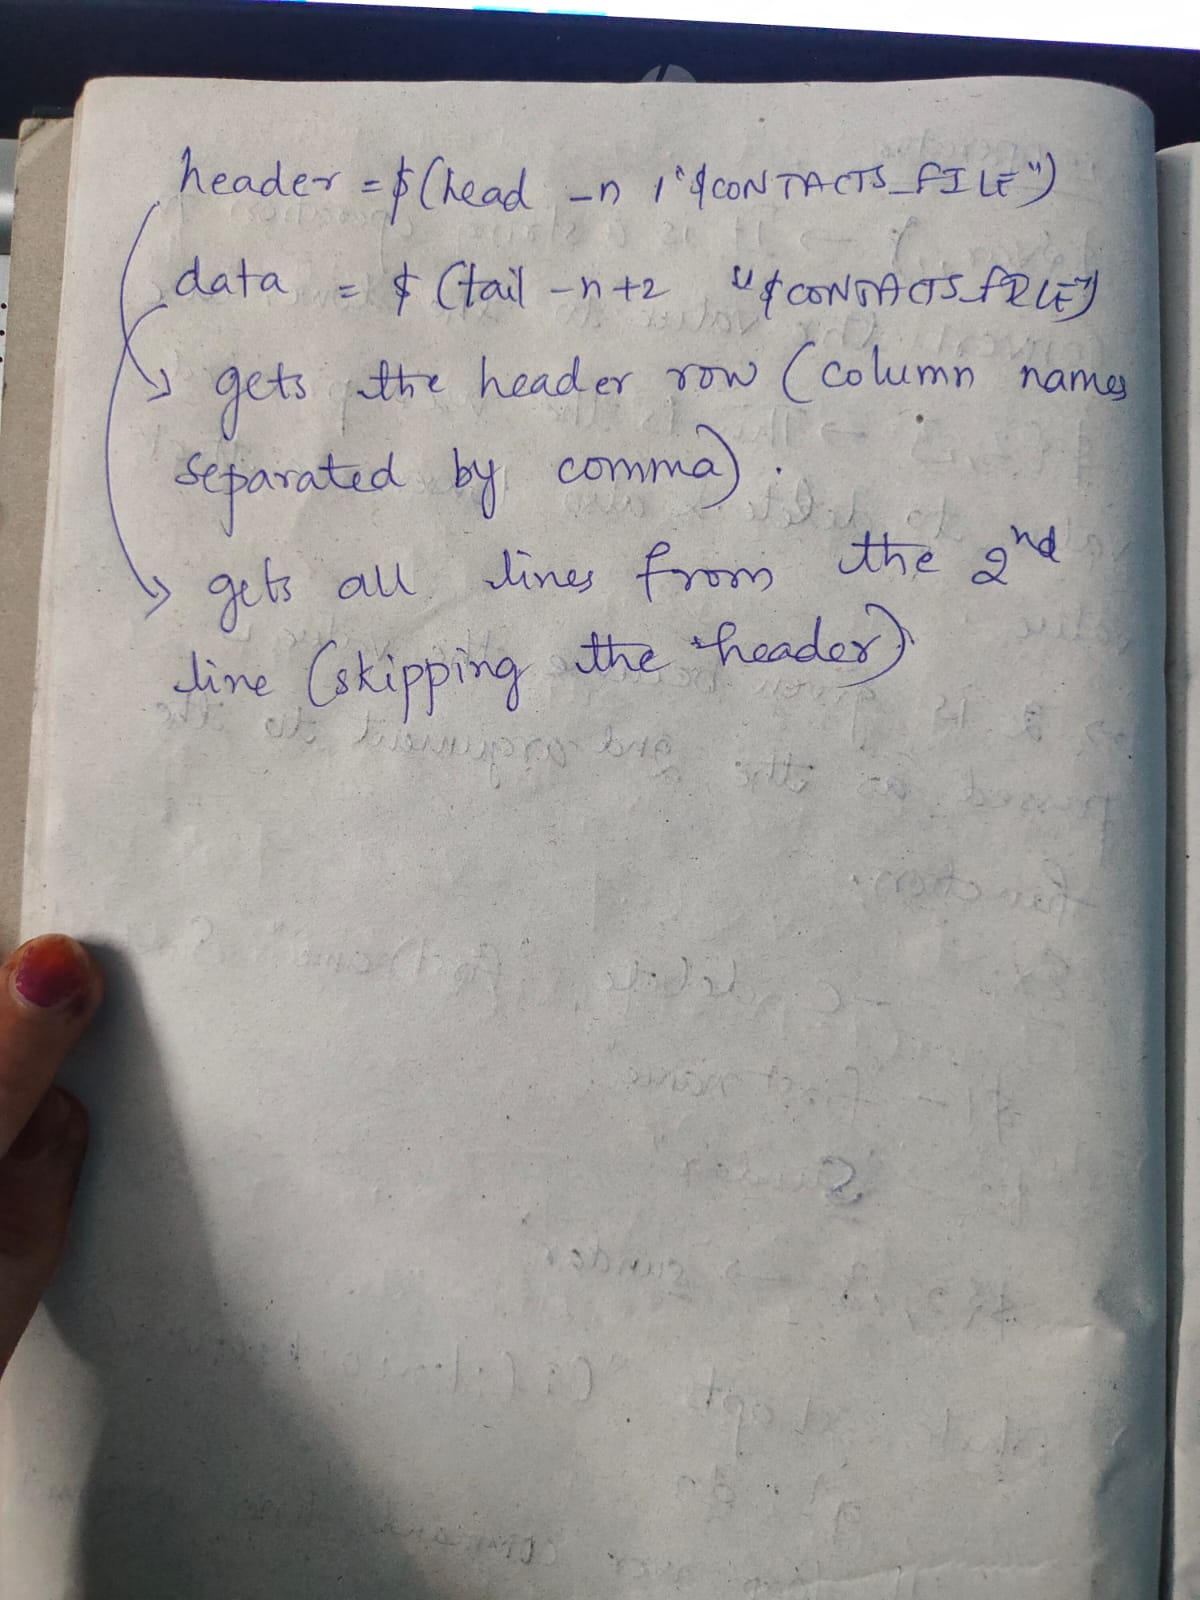 header = $(head -n 1 "$CONTACTS_FILE")
data = $(tail -n +2 "$CONTACTS_FILE")
gets the header row (column names
separated by comma).
gets all lines from the 2nd
line (skipping the header)